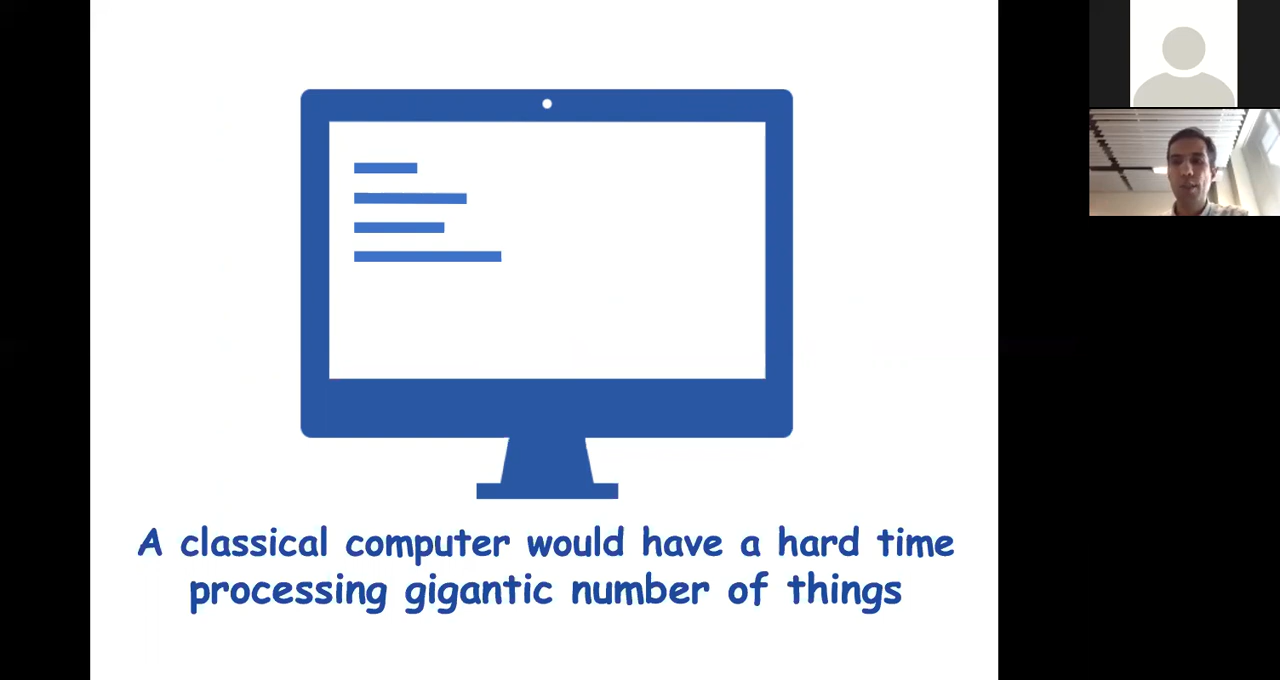 A classical computer would have a hard time
processing gigantic number of things